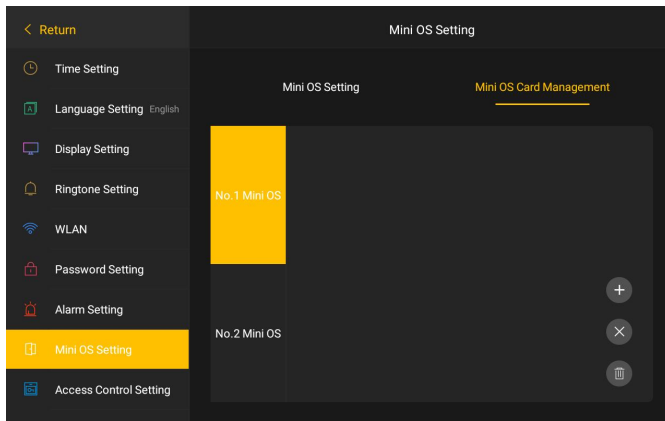 Return
Mini OS Setting
Time Setting
Language Setting English
Display Setting
Ringtone Setting
WLAN
Password Setting
Alarm Setting
Mini OS Setting
Access Control Setting
Mini OS Setting
Mini OS Card Management
No.1 Mini OS
No.2 Mini OS